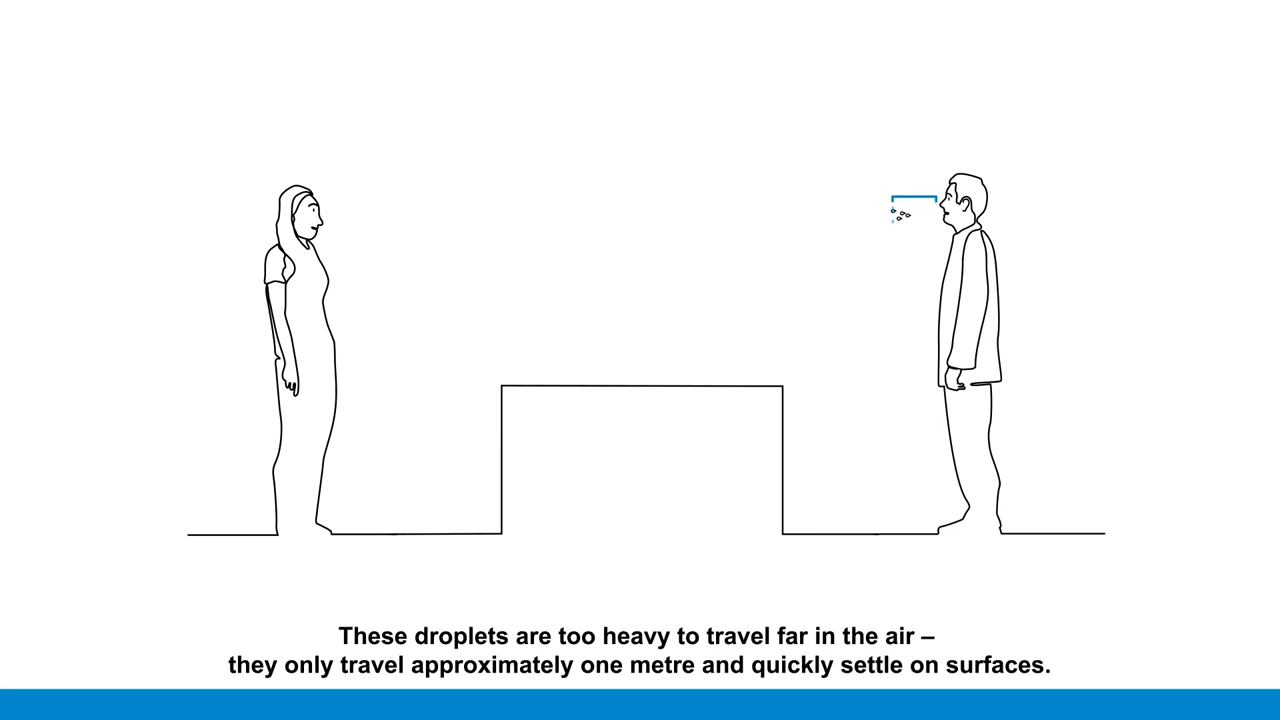 These droplets are too heavy to travel far in the air –
they only travel approximately one metre and quickly settle on surfaces.